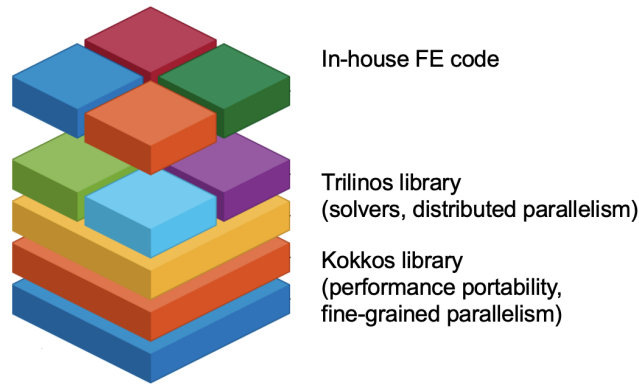 In-house FE code
Trilinos library
(solvers, distributed parallelism)
Kokkos library
(performance portability,
fine-grained parallelism)